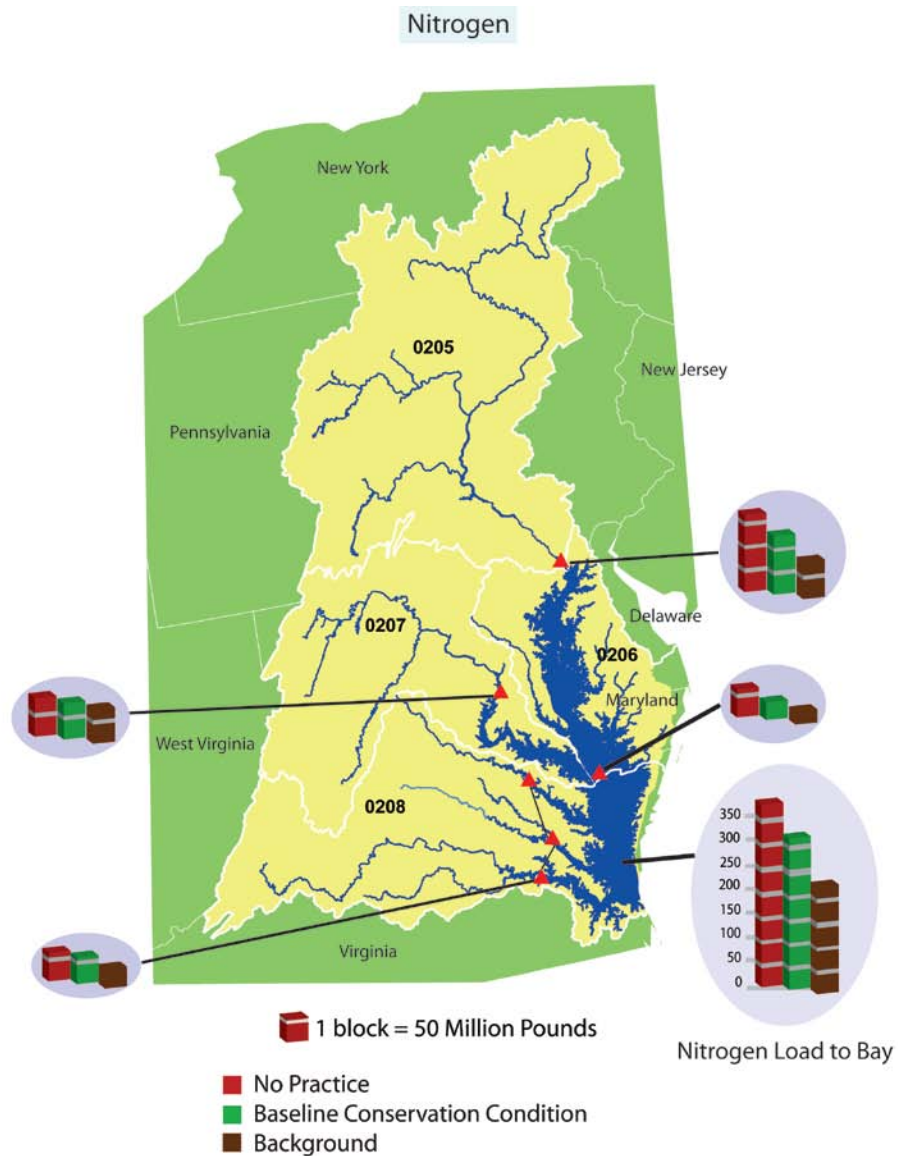 Nitrogen
New York
0205
New Jersey
Pennsylvania
Delaware
0207
0206
Maryland
West Virginia
0208
350
300
250
200
150
100
50
0
Virginia
1 block = 50 Million Pounds
Nitrogen Load to Bay
No Practice
Baseline Conservation Condition
Background